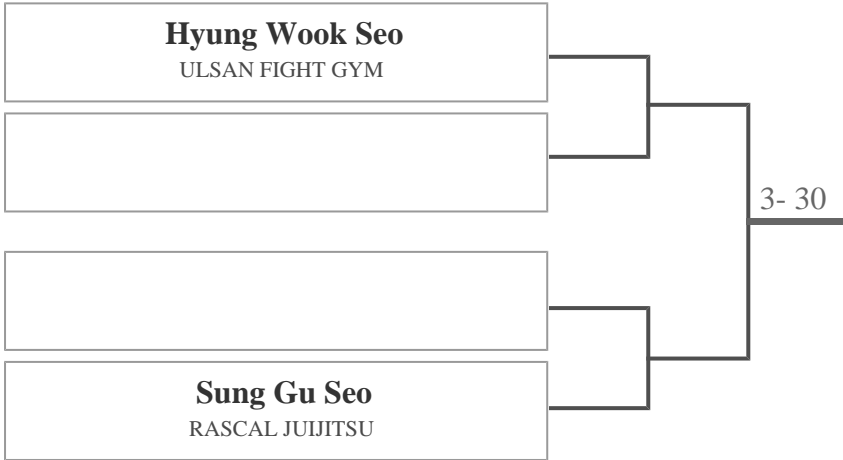 Hyung Wook Seo
ULSAN FIGHT GYM
3- 30
Sung Gu Seo
RASCAL JUIJITSU